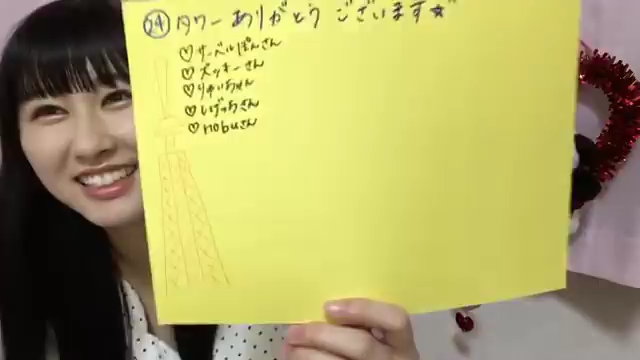 24 タワーありがとうございます☆
♡サーベルぱんさん
♡ズッキーさん
♡りゅいちゃん
♡しげっちさん
♡nobuさん